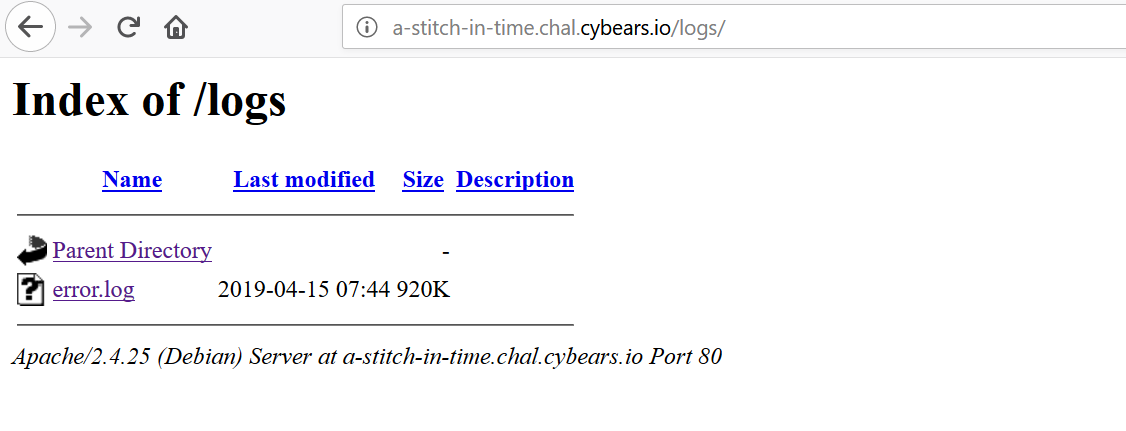 a-stitch-in-time.chal.cybears.io/logs/
Index of /logs
Name Last modified Size Description
Parent Directory -
error.log 2019-04-15 07:44 920K
Apache/2.4.25 (Debian) Server at a-stitch-in-time.chal.cybears.io Port 80